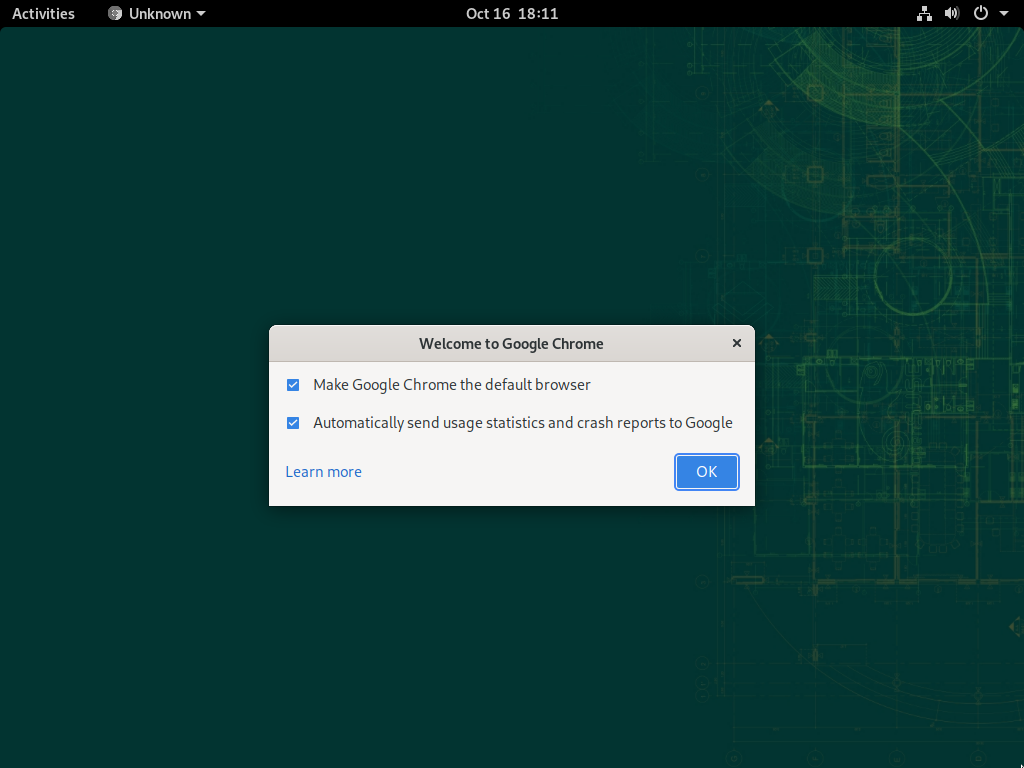 Activities
Unknown
Oct 16 18:11
Welcome to Google Chrome
Make Google Chrome the default browser
Automatically send usage statistics and crash reports to Google
Learn more
OK